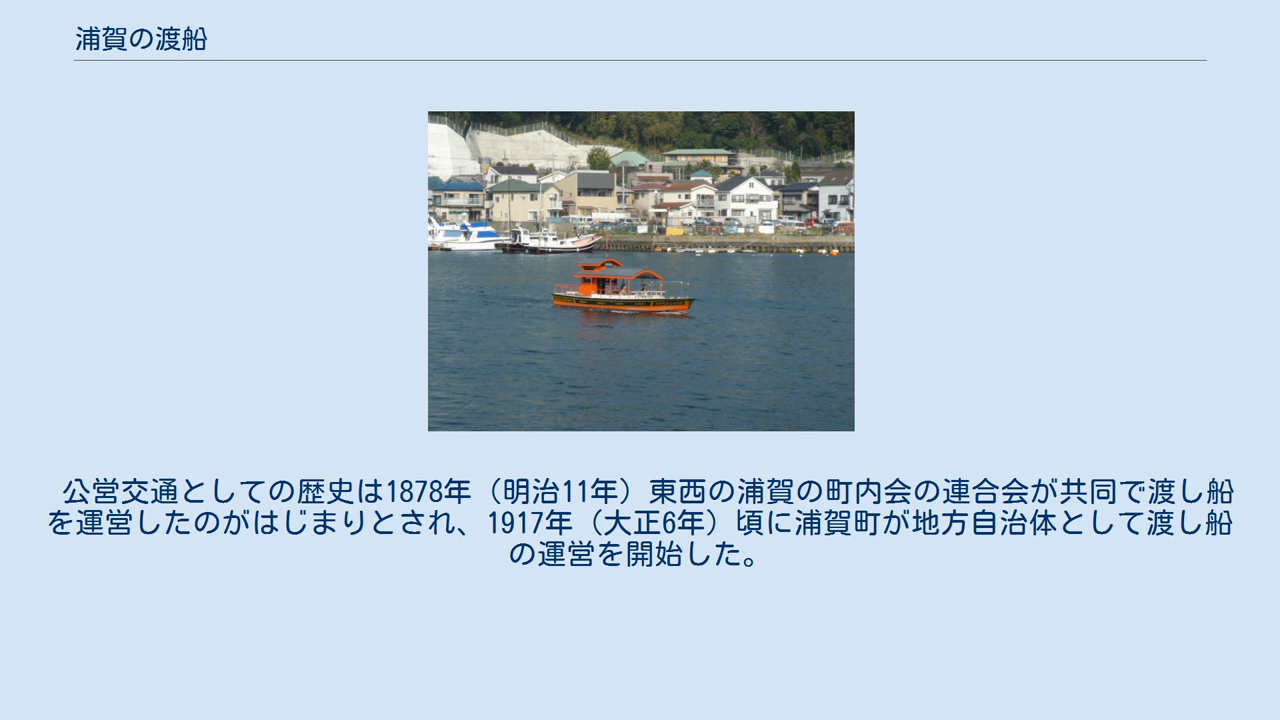 浦賀の渡船
公営交通としての歴史は1878年（明治11年）東西の浦賀の町内会の連合会が共同で渡し船
を運営したのがはじまりとされ、1917年（大正6年）頃に浦賀町が地方自治体として渡し船
の運営を開始した。